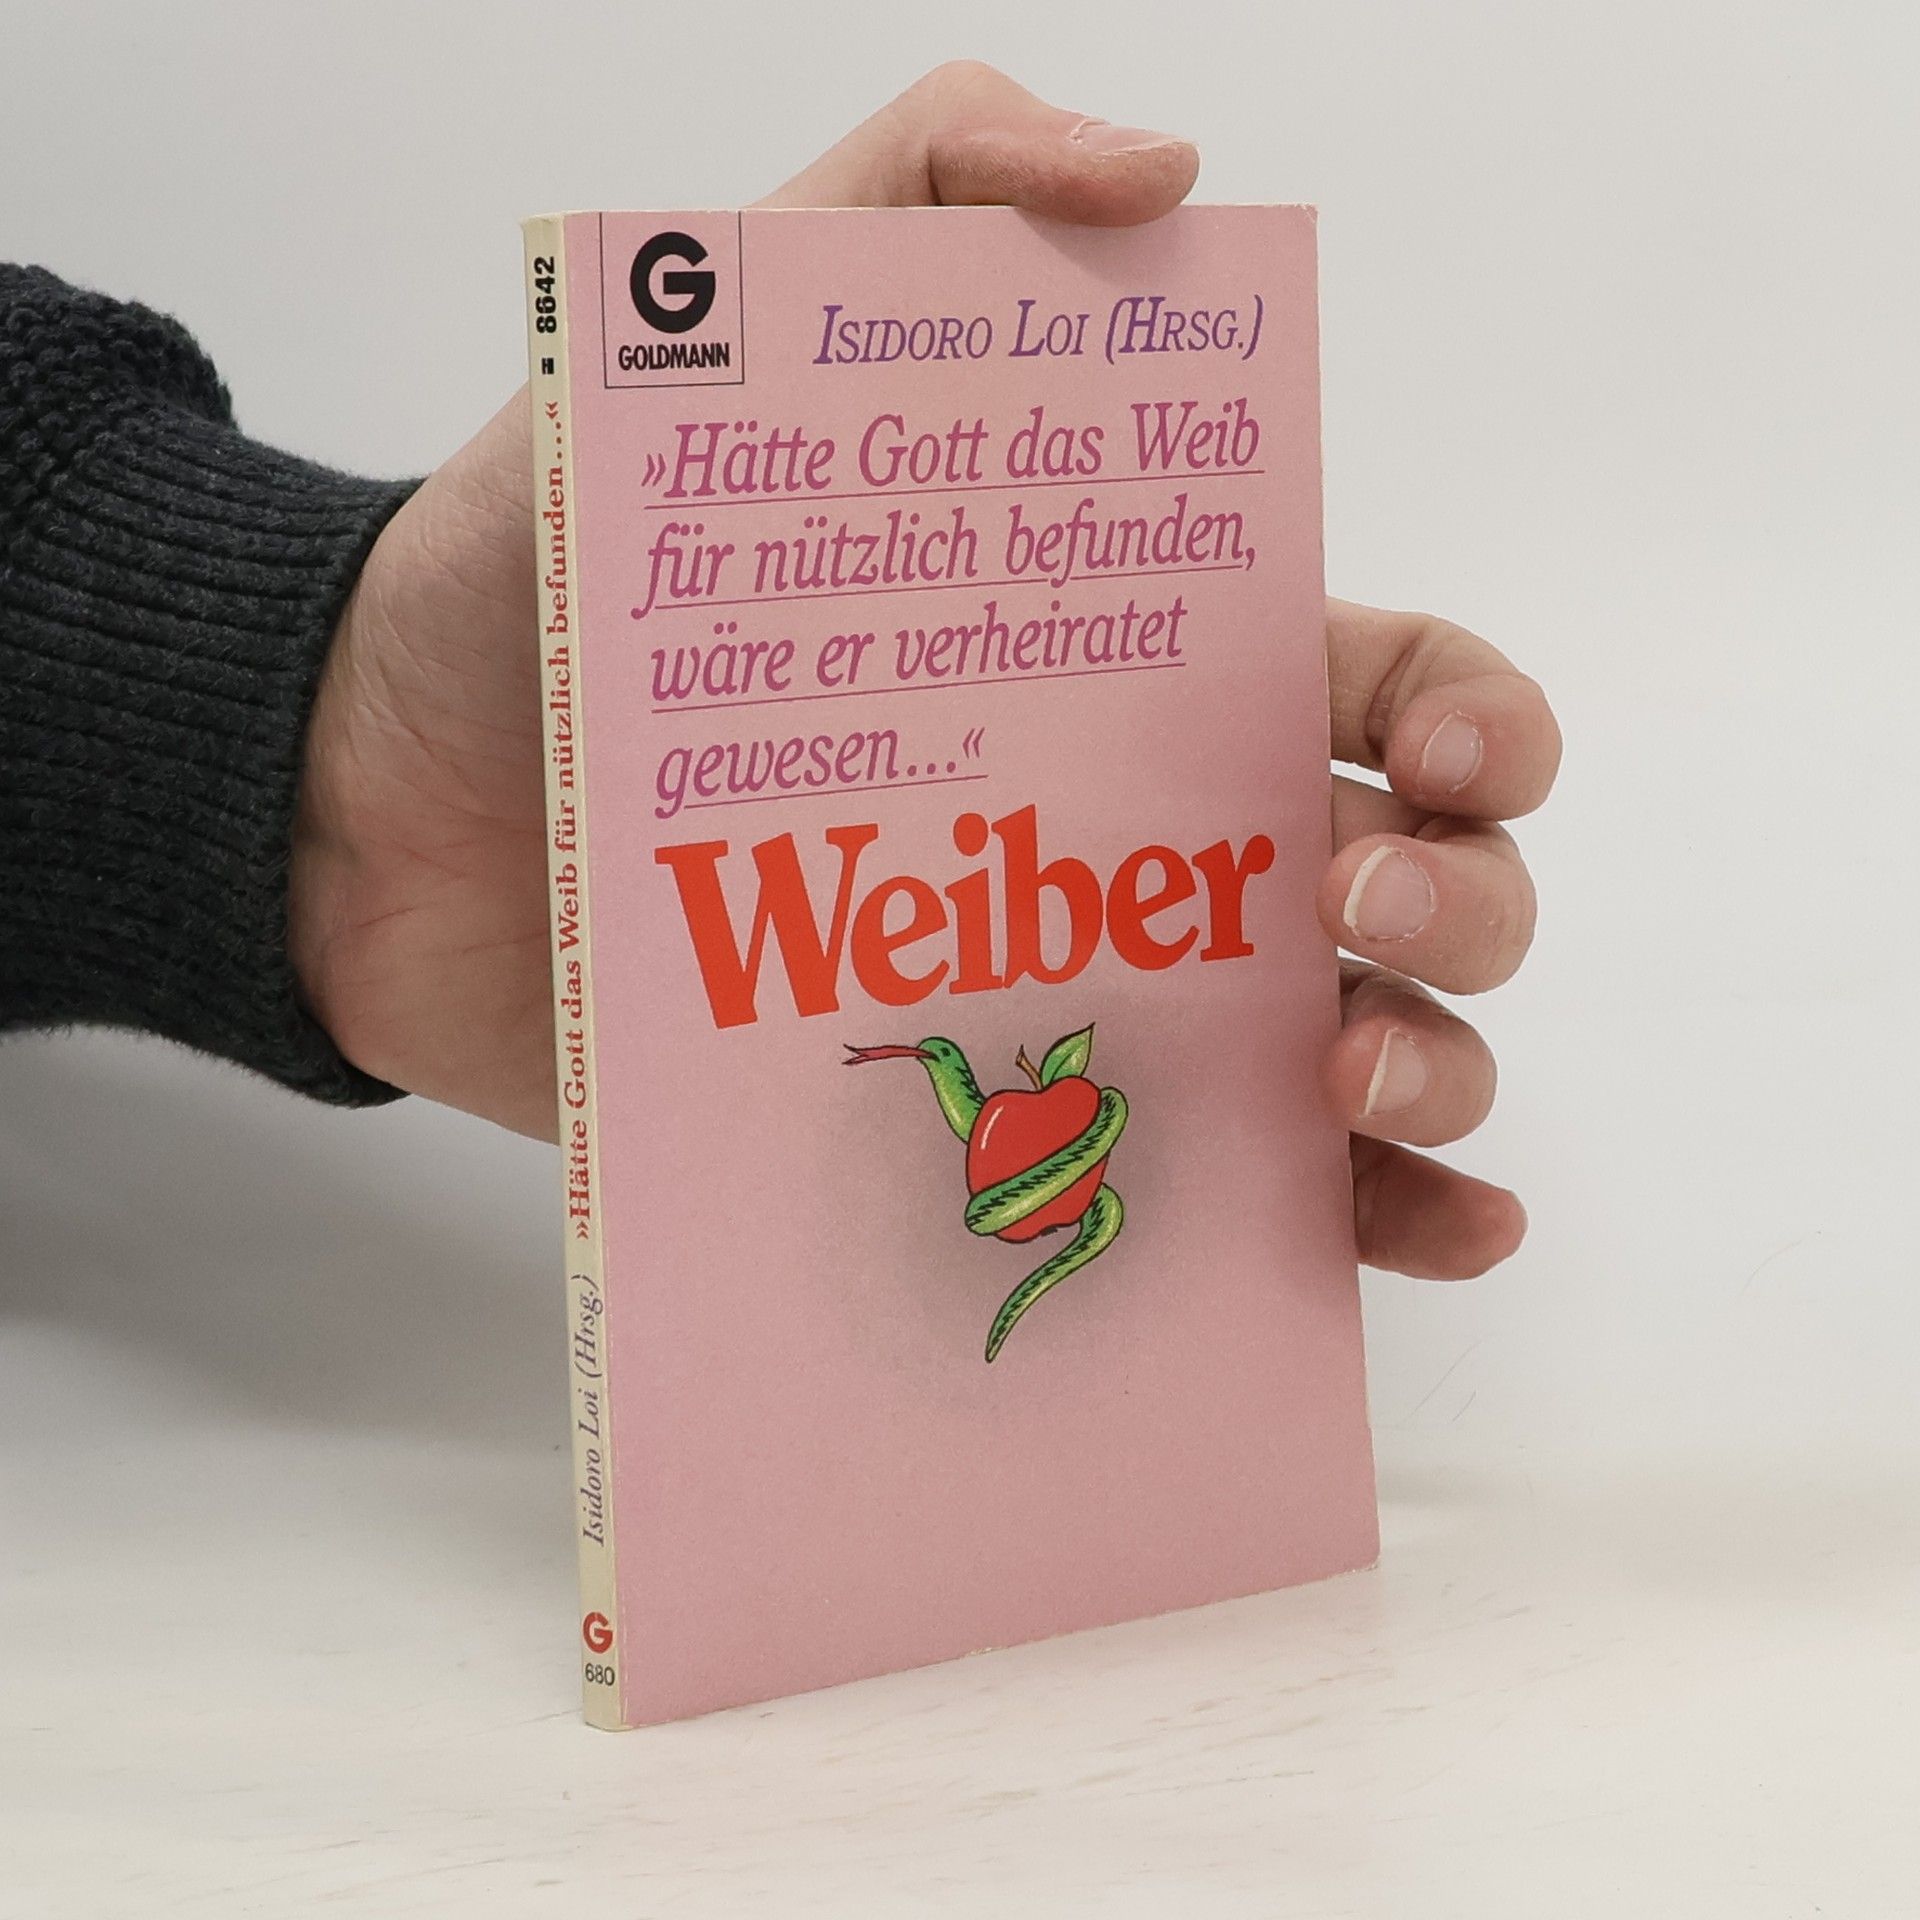 G
GOLDMANN
ISIDORO LOI (HRSG.)
»Hätte Gott das Weib
für nützlich befunden,
wäre er verheiratet
gewesen...«
Weiber
Isidoro Loi (Hrsg.) »Hätte Gott das Weib für nützlich befunden...« 8642
G
680